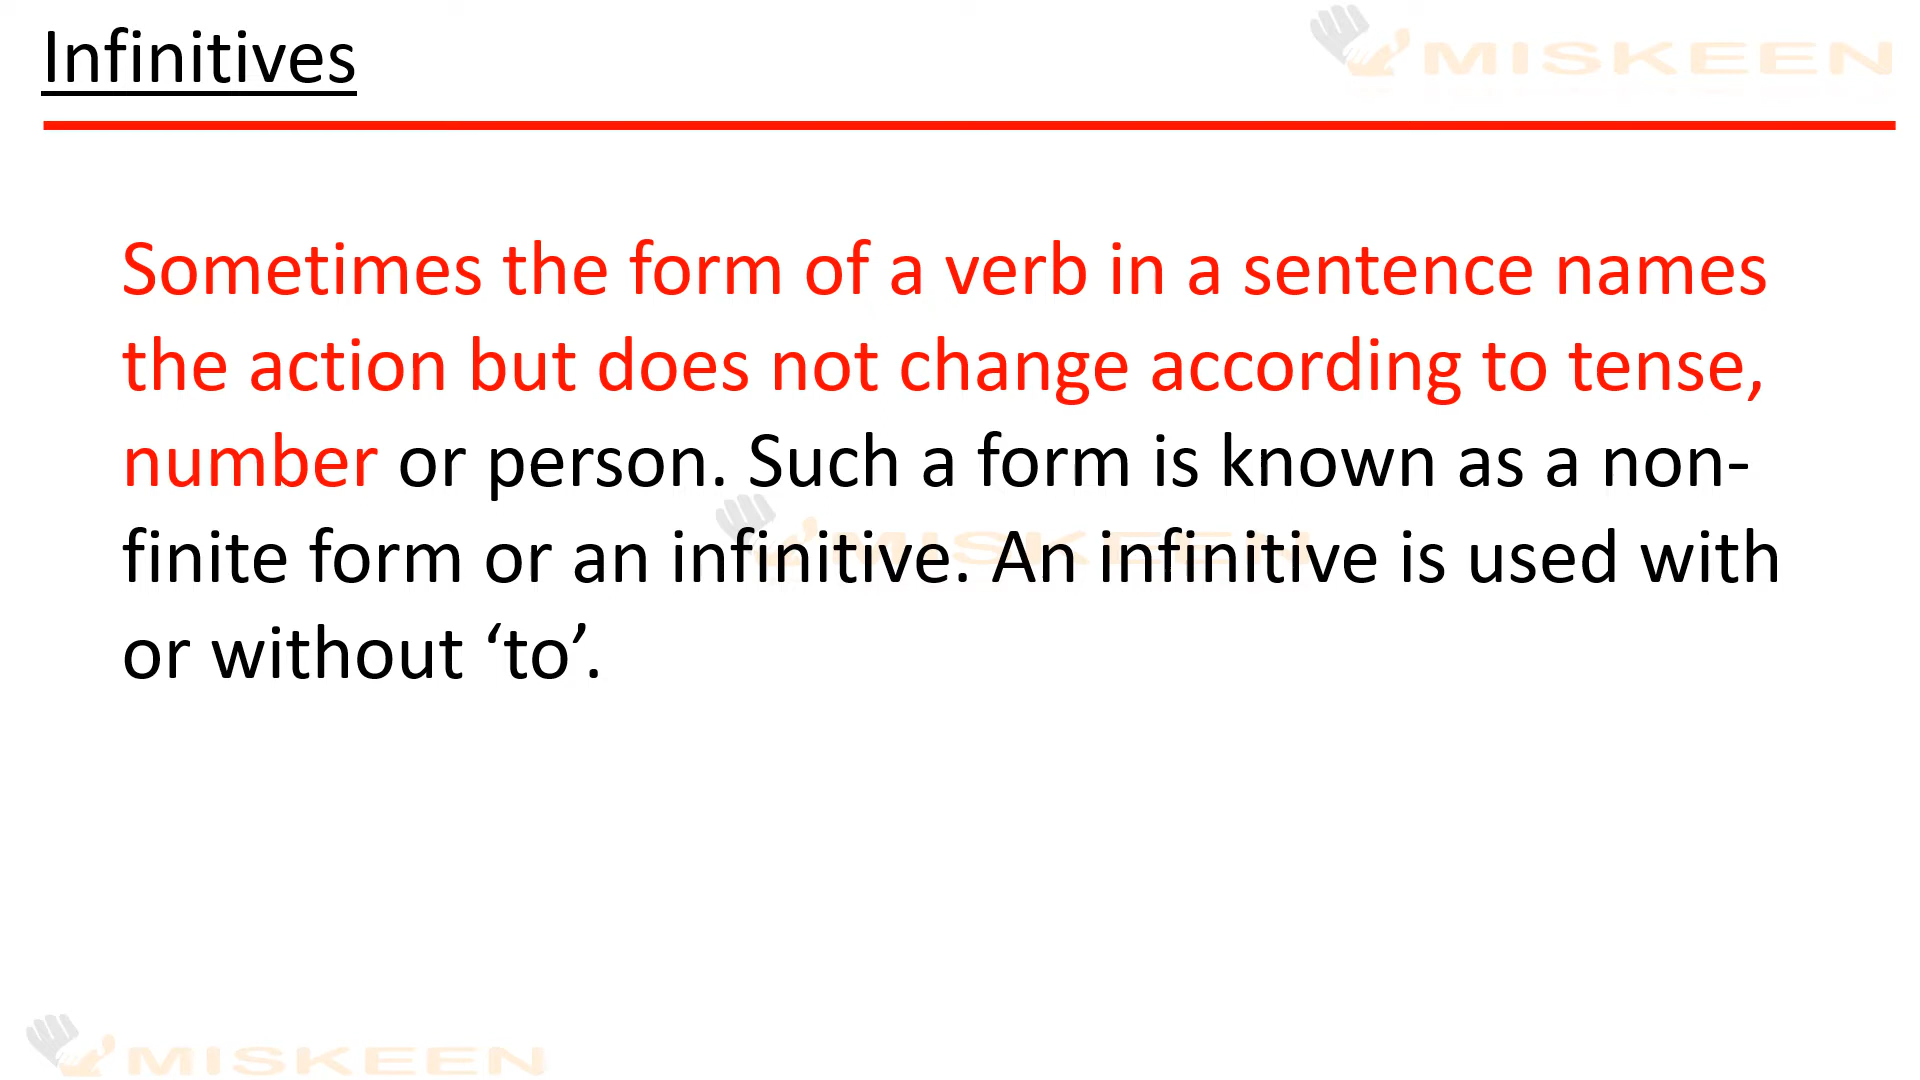 Infinitives
MISKEEN
Sometimes the form of a verb in a sentence names
the action but does not change according to tense,
number or person. Such a form is known as a non-
finite form or an infinitive. An infinitive is used with
or without ‘to’.
MISKEEN
MISKEEN